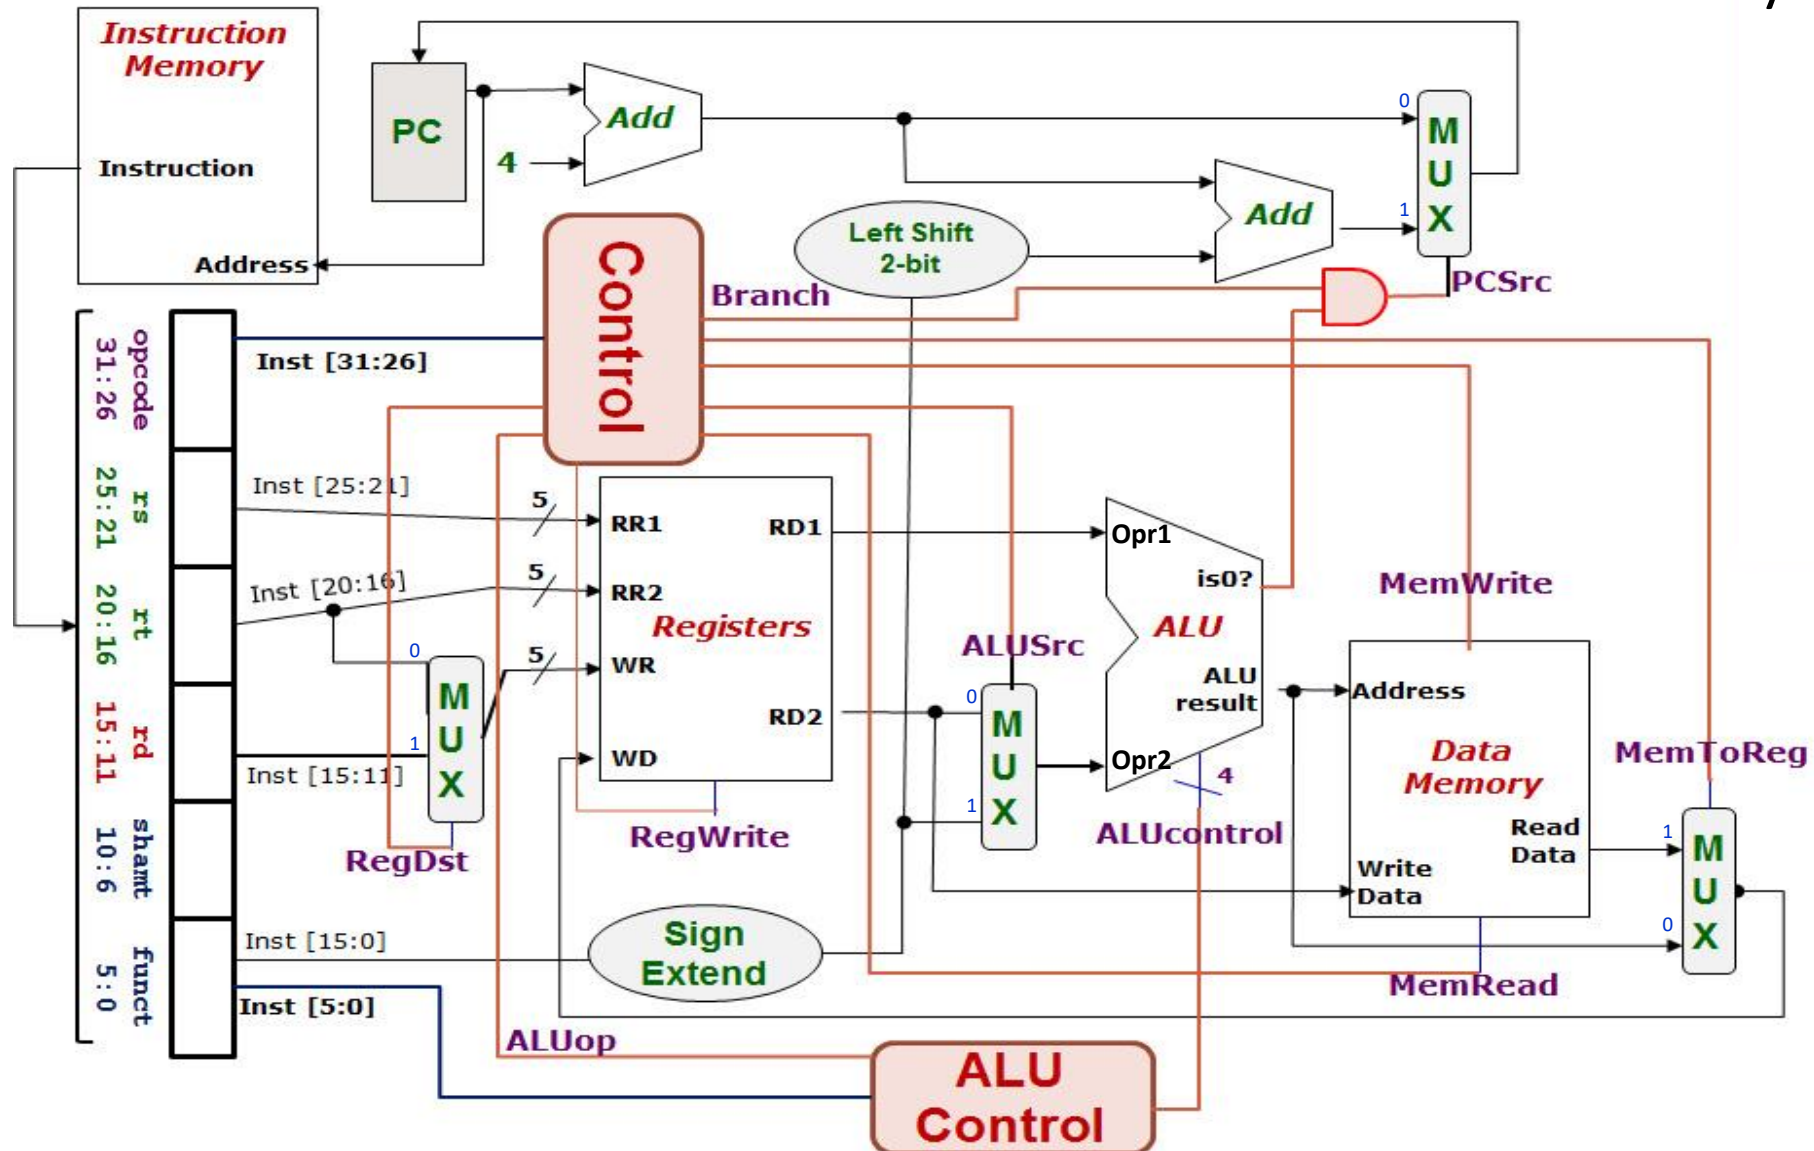 Instruction
Memory
Instruction
Address
PC
4
Add
Add
0
M
U
X
1
PCSrc
Left Shift
2-bit
Control
Branch
opcode
31:26
rs
25:21
rt
20:16
rd
15:11
shamt
10:6
funct
5:0
Inst [31:26]
Inst [25:21]
Inst [20:16]
Inst [15:11]
Inst [15:0]
Inst [5:0]
5
5
5
0
M
U
1
X
RegDst
RR1
RR2
WR
WD
RD1
RD2
Registers
RegWrite
Sign
Extend
ALUSrc
0
M
U
1
X
Opr1
is0?
ALU
ALU
result
Opr2
4
ALUcontrol
MemWrite
Address
Data
Memory
Read
Data
Write
Data
MemRead
MemToReg
1
M
U
0
X
ALUop
ALU
Control